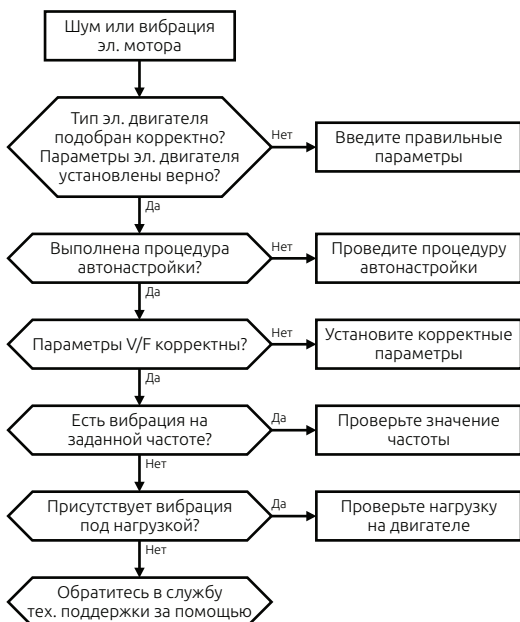 Шум или вибрация
эл. мотора
Тип эл. двигателя
подобран корректно?
Параметры эл. двигателя
установлены верно?
Нет
Введите правильные
параметры
Да
Выполнена процедура
автонастройки?
Нет
Проведите процедуру
автонастройки
Да
Параметры V/F корректны?
Нет
Установите корректные
параметры
Да
Есть вибрация на
заданной частоте?
Да
Проверьте значение
частоты
Нет
Присутствует вибрация
под нагрузкой?
Да
Проверьте нагрузку
на двигателе
Нет
Обратитесь в службу
тех. поддержки за помощью